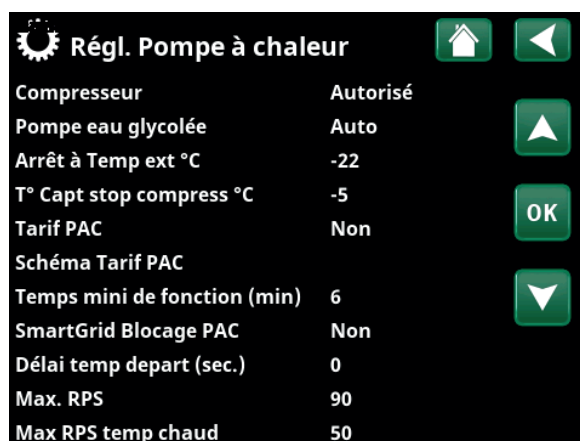 Régl. Pompe à chaleur
Compresseur Autorisé
Pompe eau glycolée Auto
Arrêt à Temp ext °C -22
T° Capt stop compress °C -5
Tarif PAC Non
Schéma Tarif PAC
Temps mini de fonction (min) 6
SmartGrid Blocage PAC Non
Délai temp depart (sec.) 0
Max. RPS 90
Max RPS temp chaud 50
OK